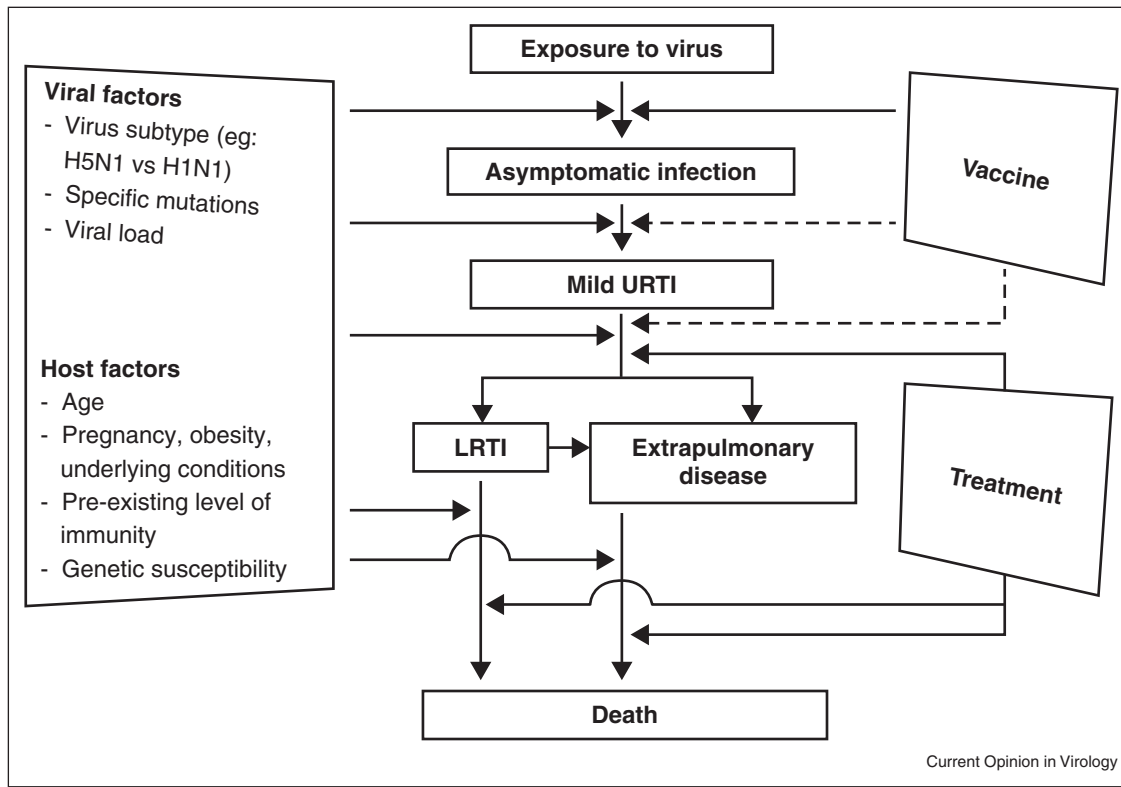 Exposure to virus
Viral factors
- Virus subtype (eg:
H5N1 vs H1N1)
- Specific mutations
- Viral load
Vaccine
Asymptomatic infection
Mild URTI
Host factors
- Age
- Pregnancy, obesity,
underlying conditions
- Pre-existing level of
immunity
- Genetic susceptibility
LRTI
Extrapulmonary
disease
Treatment
Death
Current Opinion in Virology